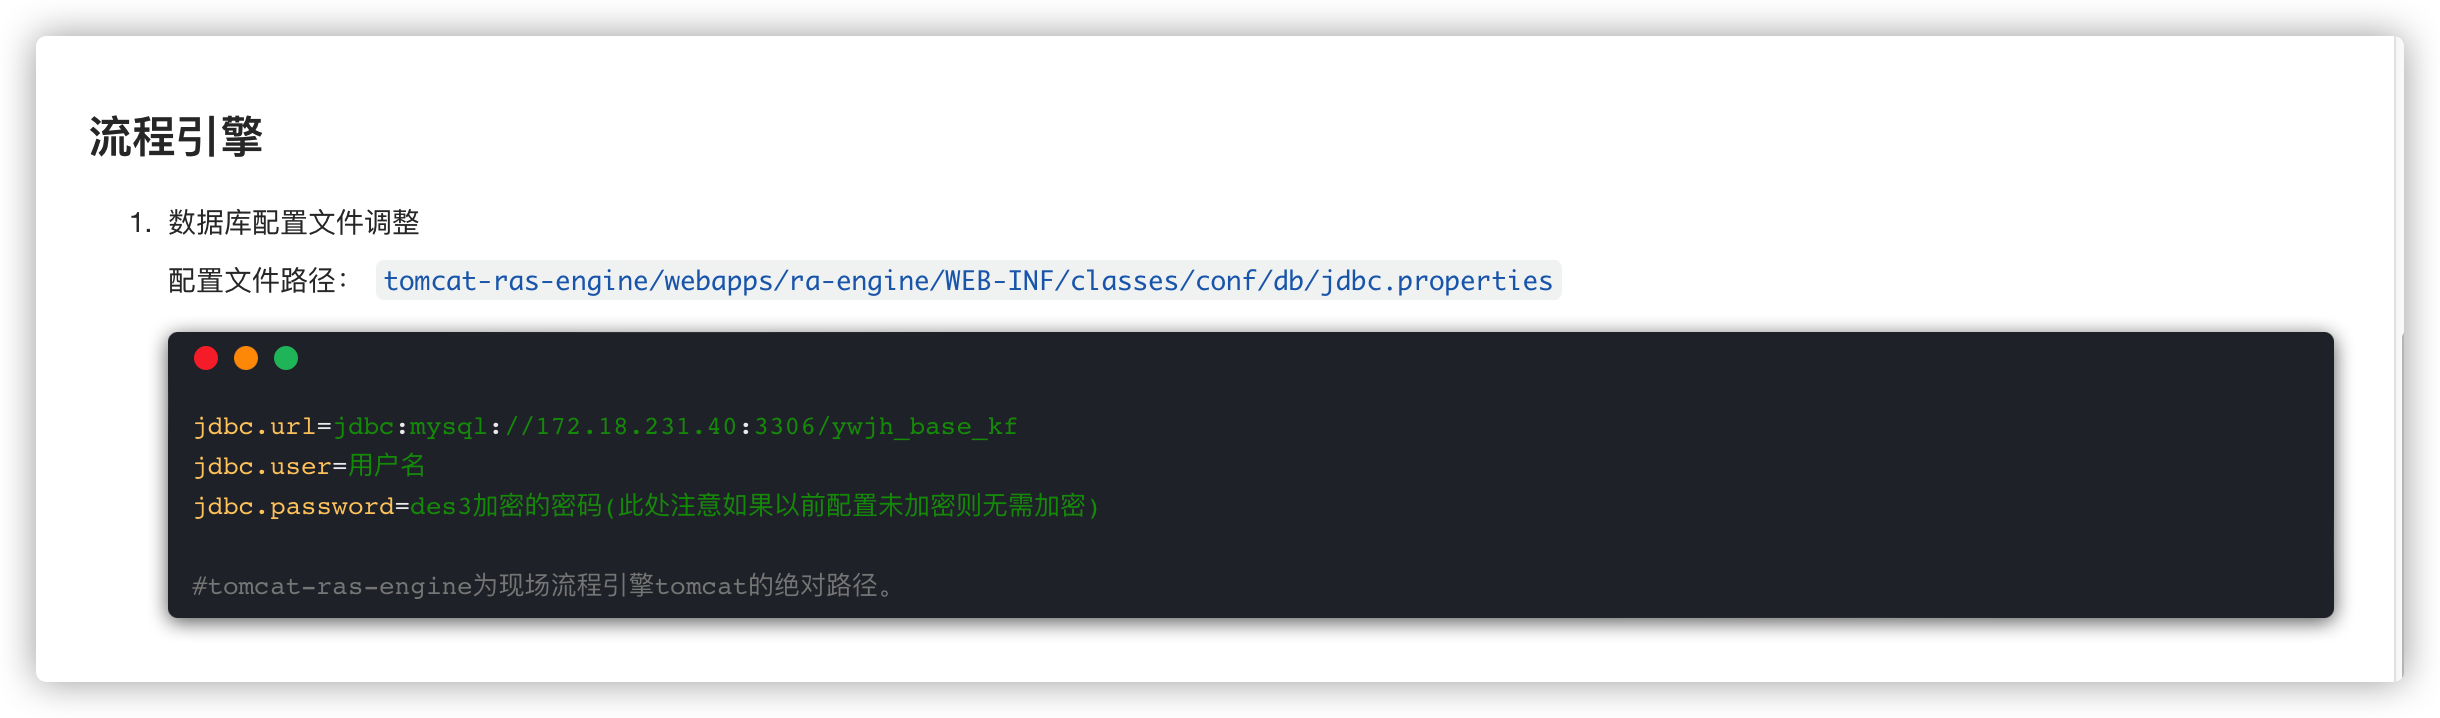 流程引擎
1. 数据库配置文件调整
配置文件路径： tomcat-ras-engine/webapps/ra-engine/WEB-INF/classes/conf/db/jdbc.properties
jdbc.url=jdbc:mysql://172.18.231.40:3306/ywjh_base_kf
jdbc.user=用户名
jdbc.password=des3加密的密码(此处注意如果以前配置未加密则无需加密)
#tomcat-ras-engine为现场流程引擎tomcat的绝对路径。